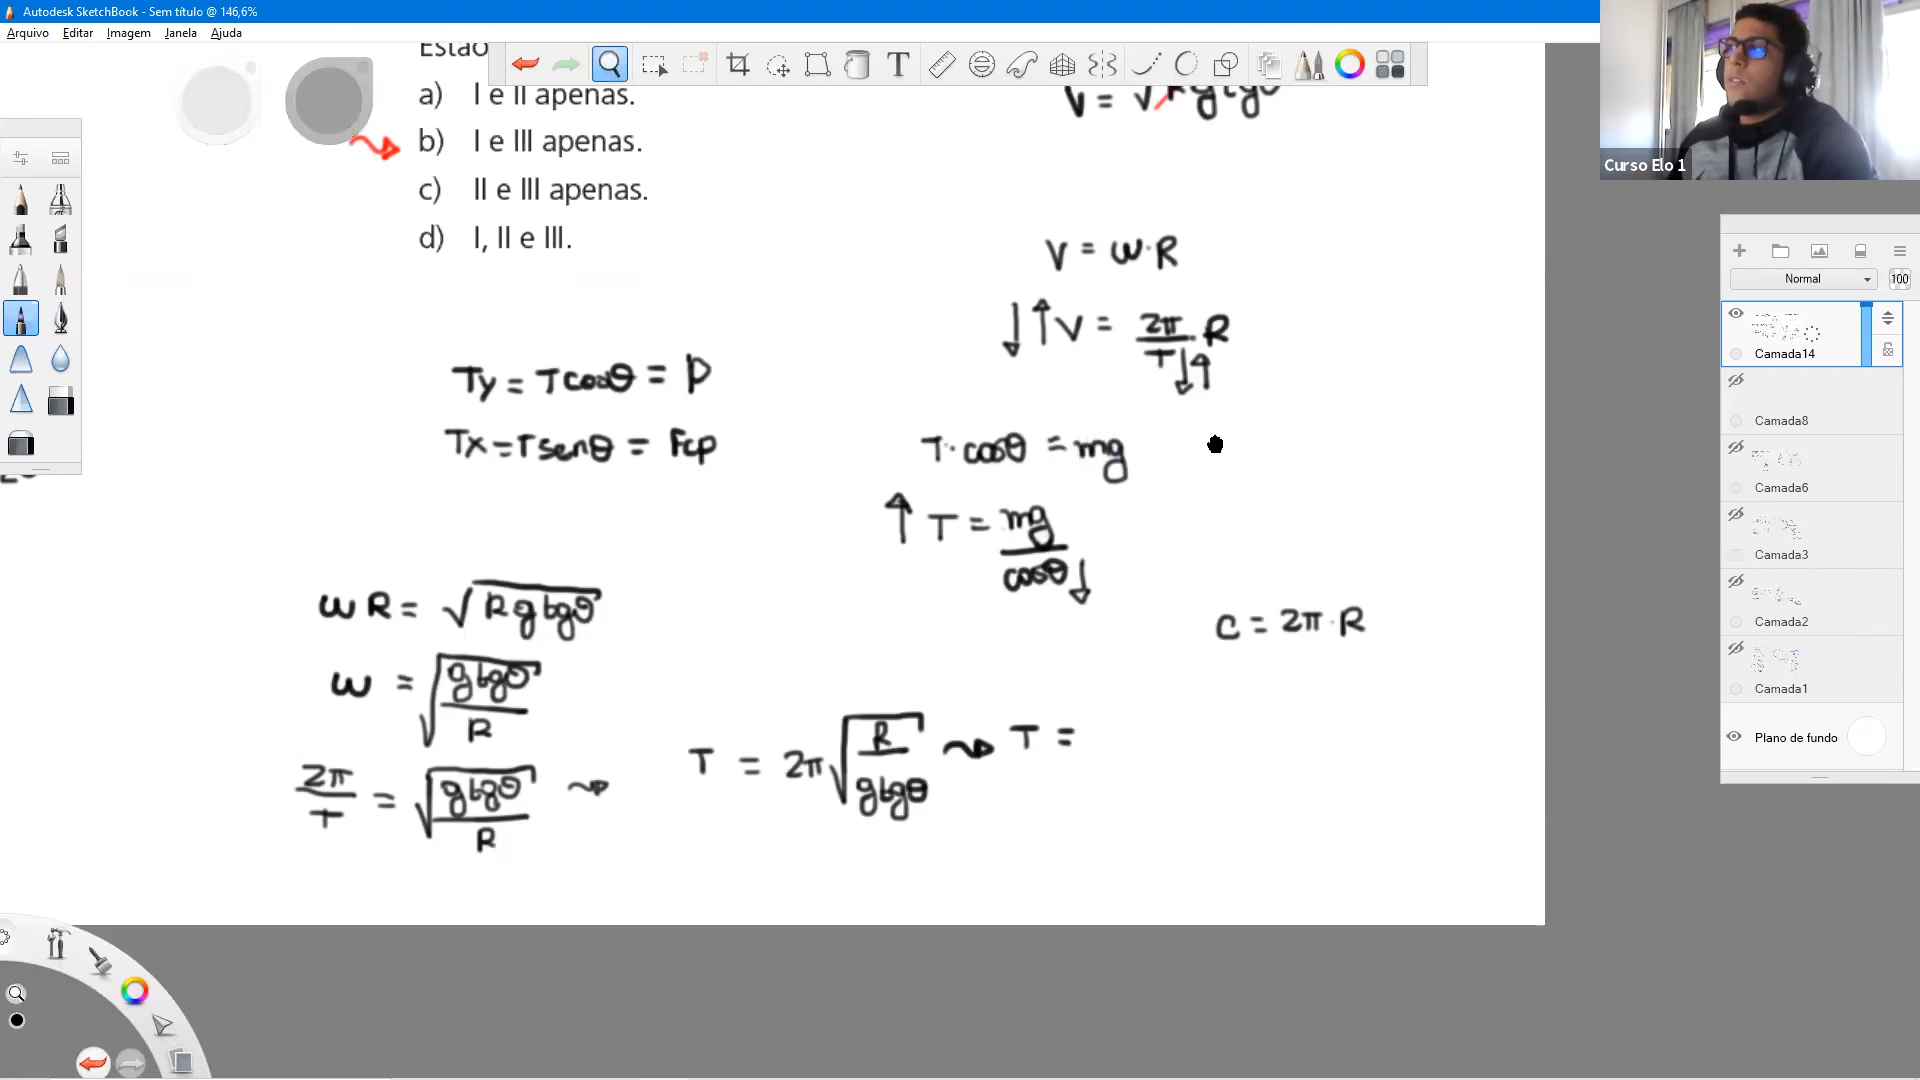 Autodesk SketchBook - Sem título @ 146,6%
Arquivo Editar Imagem Janela Ajuda
Estão
a) I e II apenas.
b) I e III apenas.
c) II e III apenas.
d) I, II e III.
V = √Rgtgθ
V = ω·R
V = 2π/T · R
Ty = Tcosθ = P
Tx = Tsenθ = Fcp
T·cosθ = mg
T = mg/cosθ
ωR = √Rgtgθ
ω = √gtgθ/R
2π/T = √gtgθ/R
T = 2π√R/gtgθ ⇝ T =
C = 2π·R
Curso Elo 1
Normal 100
Camada14
Camada8
Camada6
Camada3
Camada2
Camada1
Plano de fundo